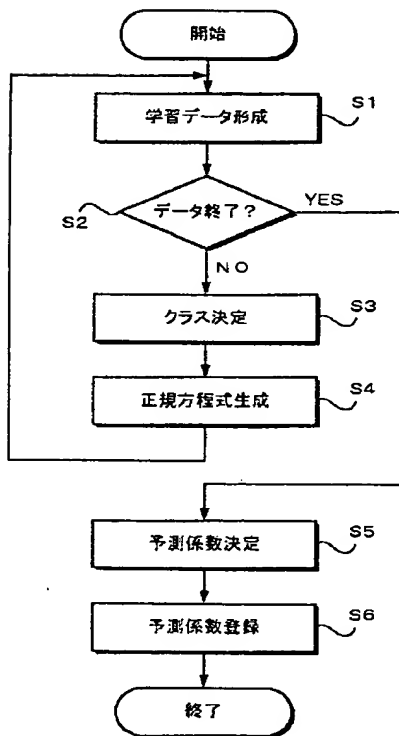 開始
学習データ形成
S1
データ終了?
S2
YES
NO
クラス決定
S3
正規方程式生成
S4
予測係数決定
S5
予測係数登録
S6
終了